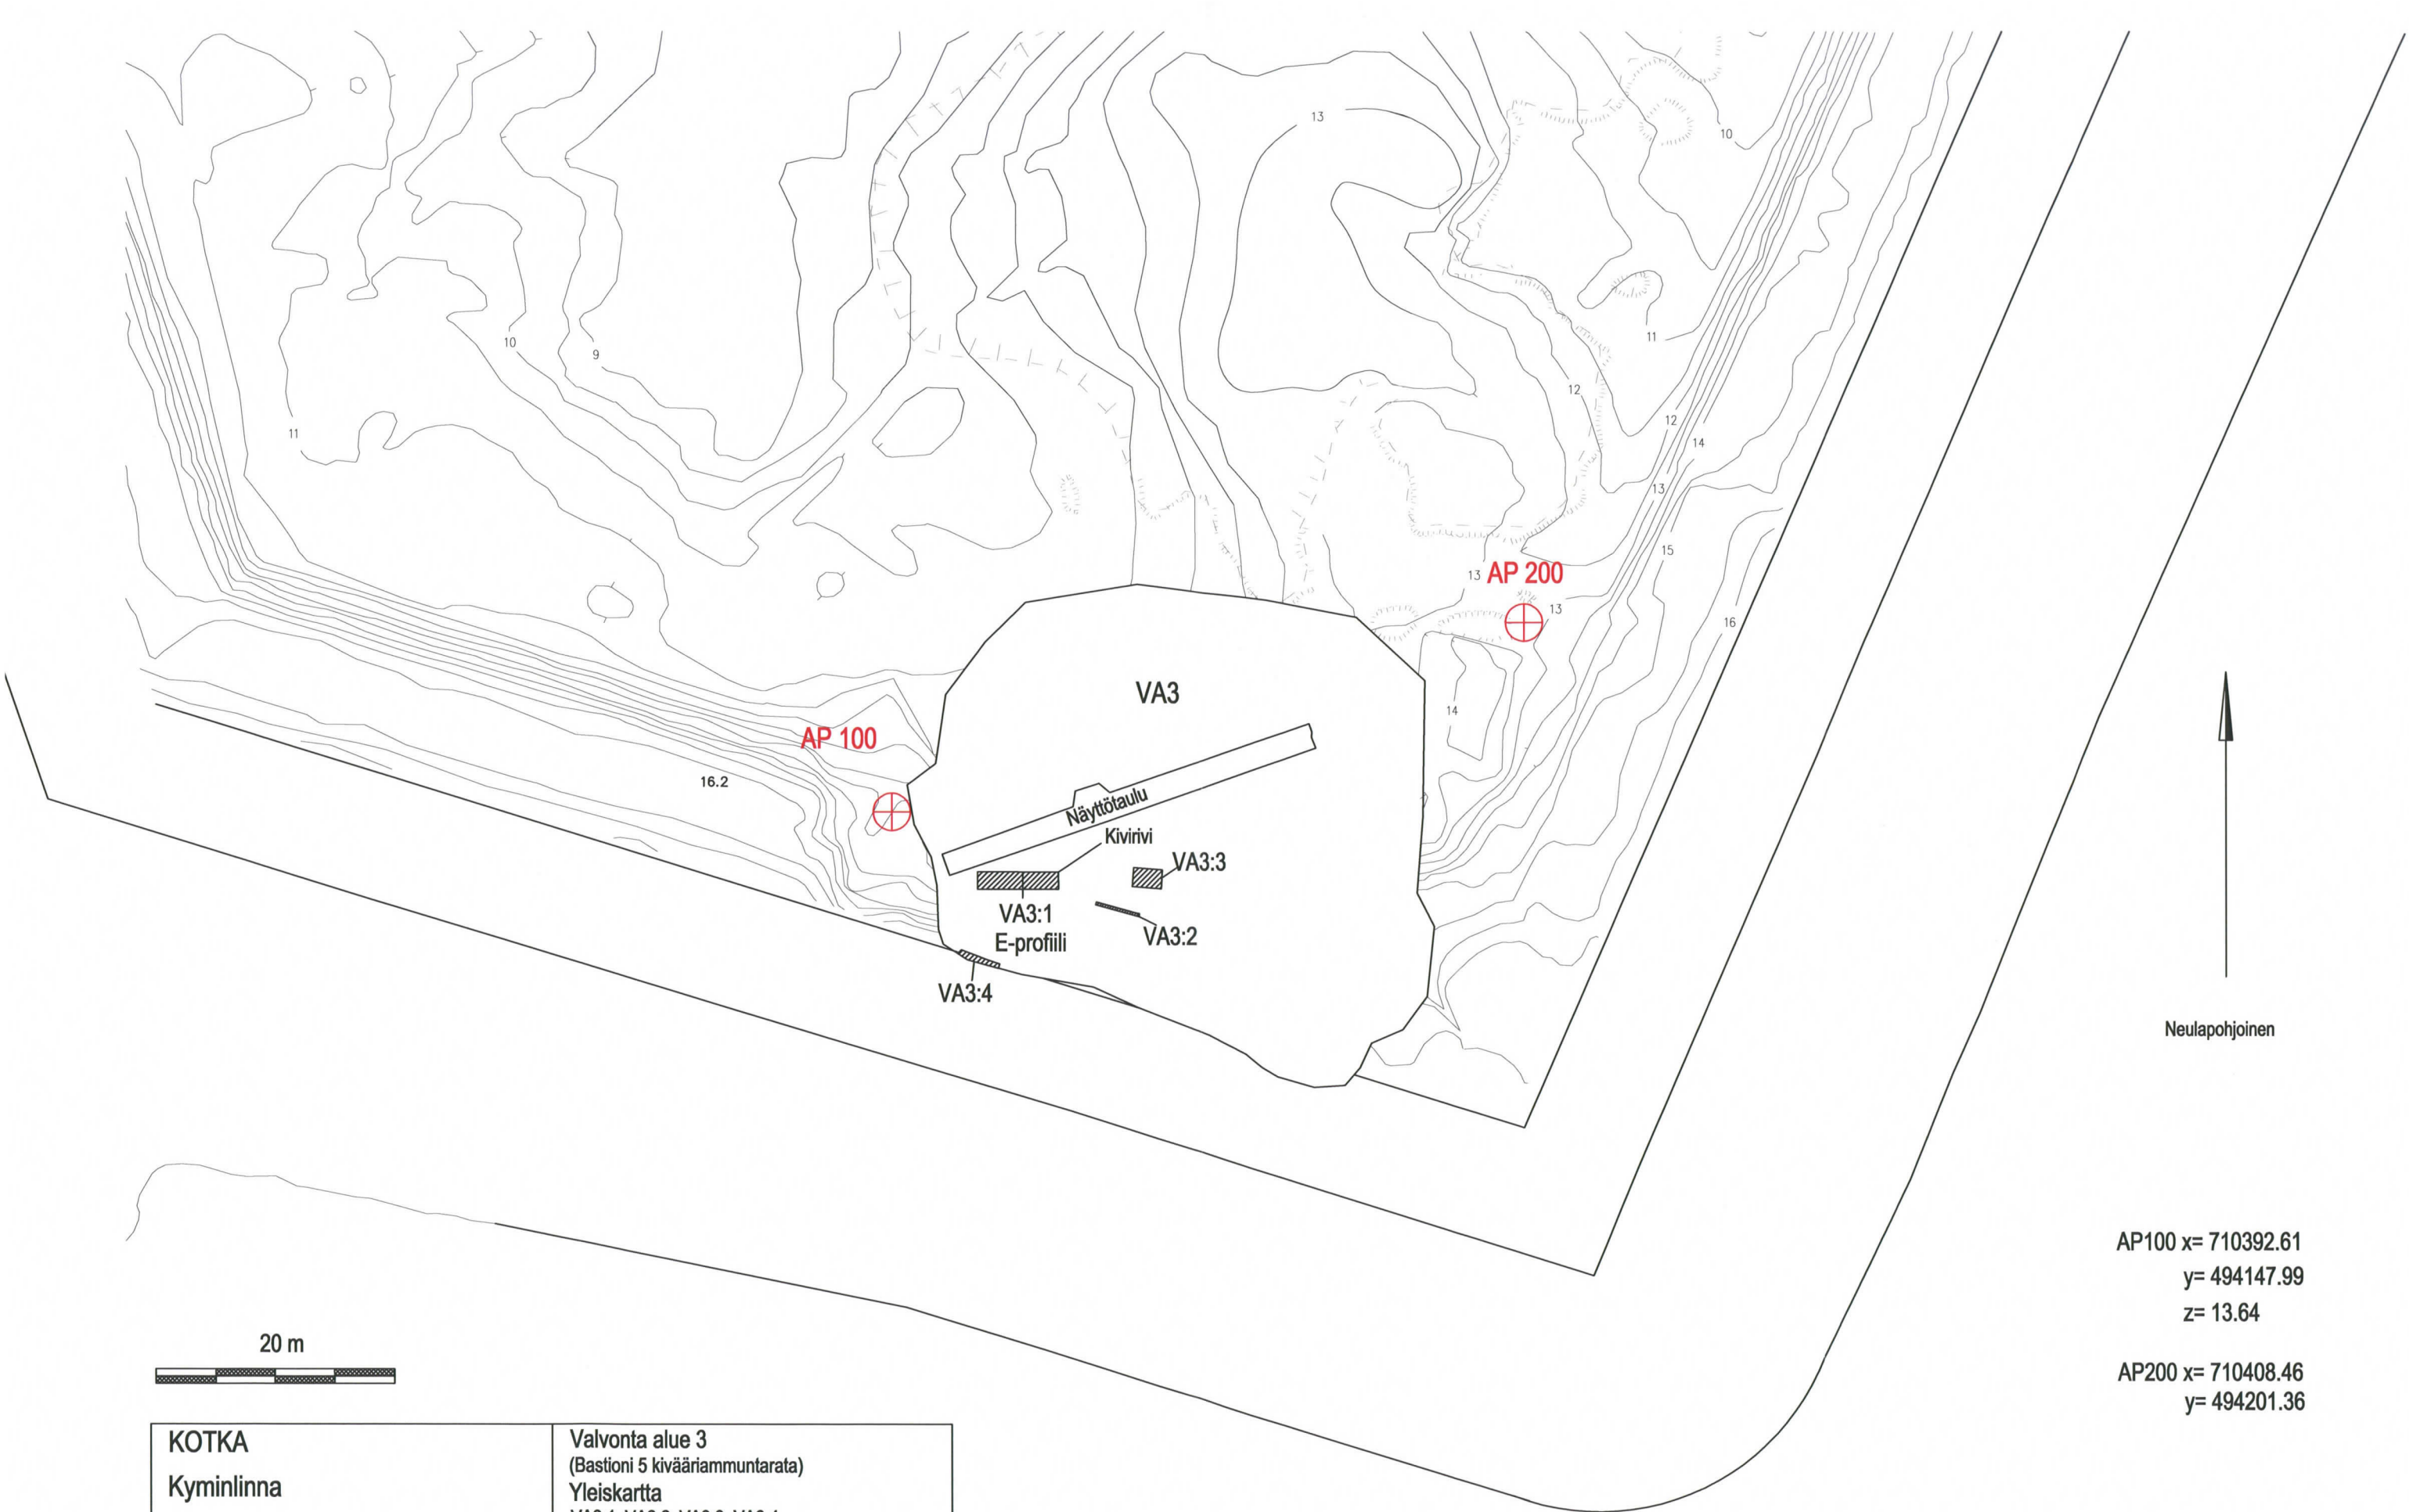 13
10
10
9
11
12
11
12
14
13
15
13
AP 200
13
16
VA3
14
AP 100
16.2
Näyttötaulu
Kivirivi
VA3:3
VA3:1
E-profiili
VA3:2
VA3:4
Neulapohjoinen
AP100 x= 710392.61
y= 494147.99
z= 13.64
AP200 x= 710408.46
y= 494201.36
20 m
KOTKA
Kyminlinna
Valvonta alue 3
(Bastioni 5 kivääriammuntarata)
Yleiskartta